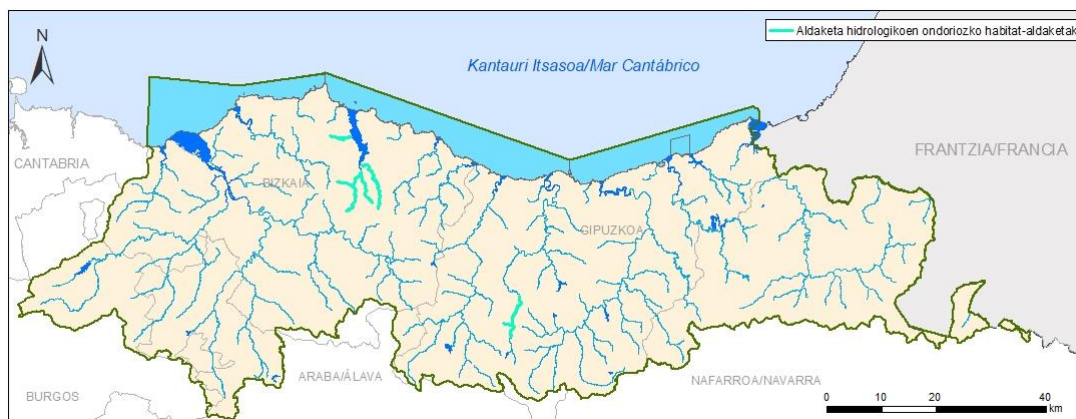 N
Aldaketa hidrologikoen ondoriozko habitat-aldaketak
Kantauri Itsasoa/Mar Cantábrico
CANTABRIA
FRANTZIA/FRANCIA
BIZKAIA
GIPUZKOA
ARABA/ÁLAVA
NAFARROA/NAVARRA
BURGOS
0 10 20 40
km